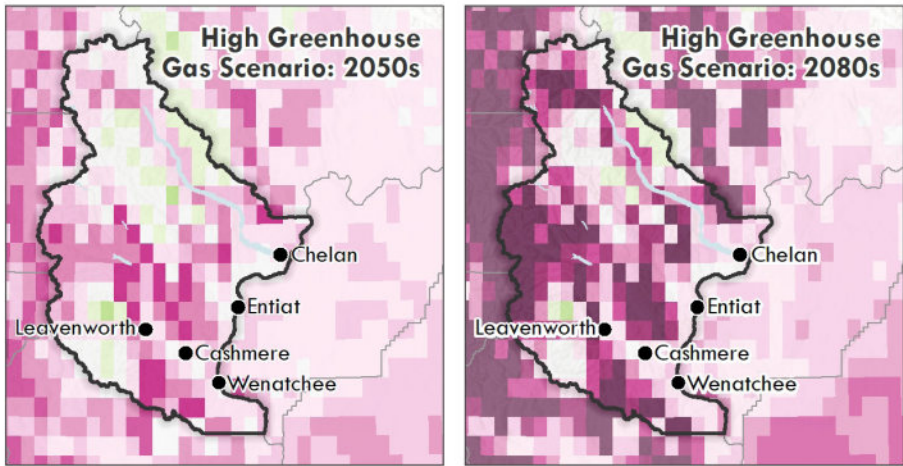 High Greenhouse
Gas Scenario: 2050s
Chelan
Entiat
Leavenworth
Cashmere
Wenatchee
High Greenhouse
Gas Scenario: 2080s
Chelan
Entiat
Leavenworth
Cashmere
Wenatchee